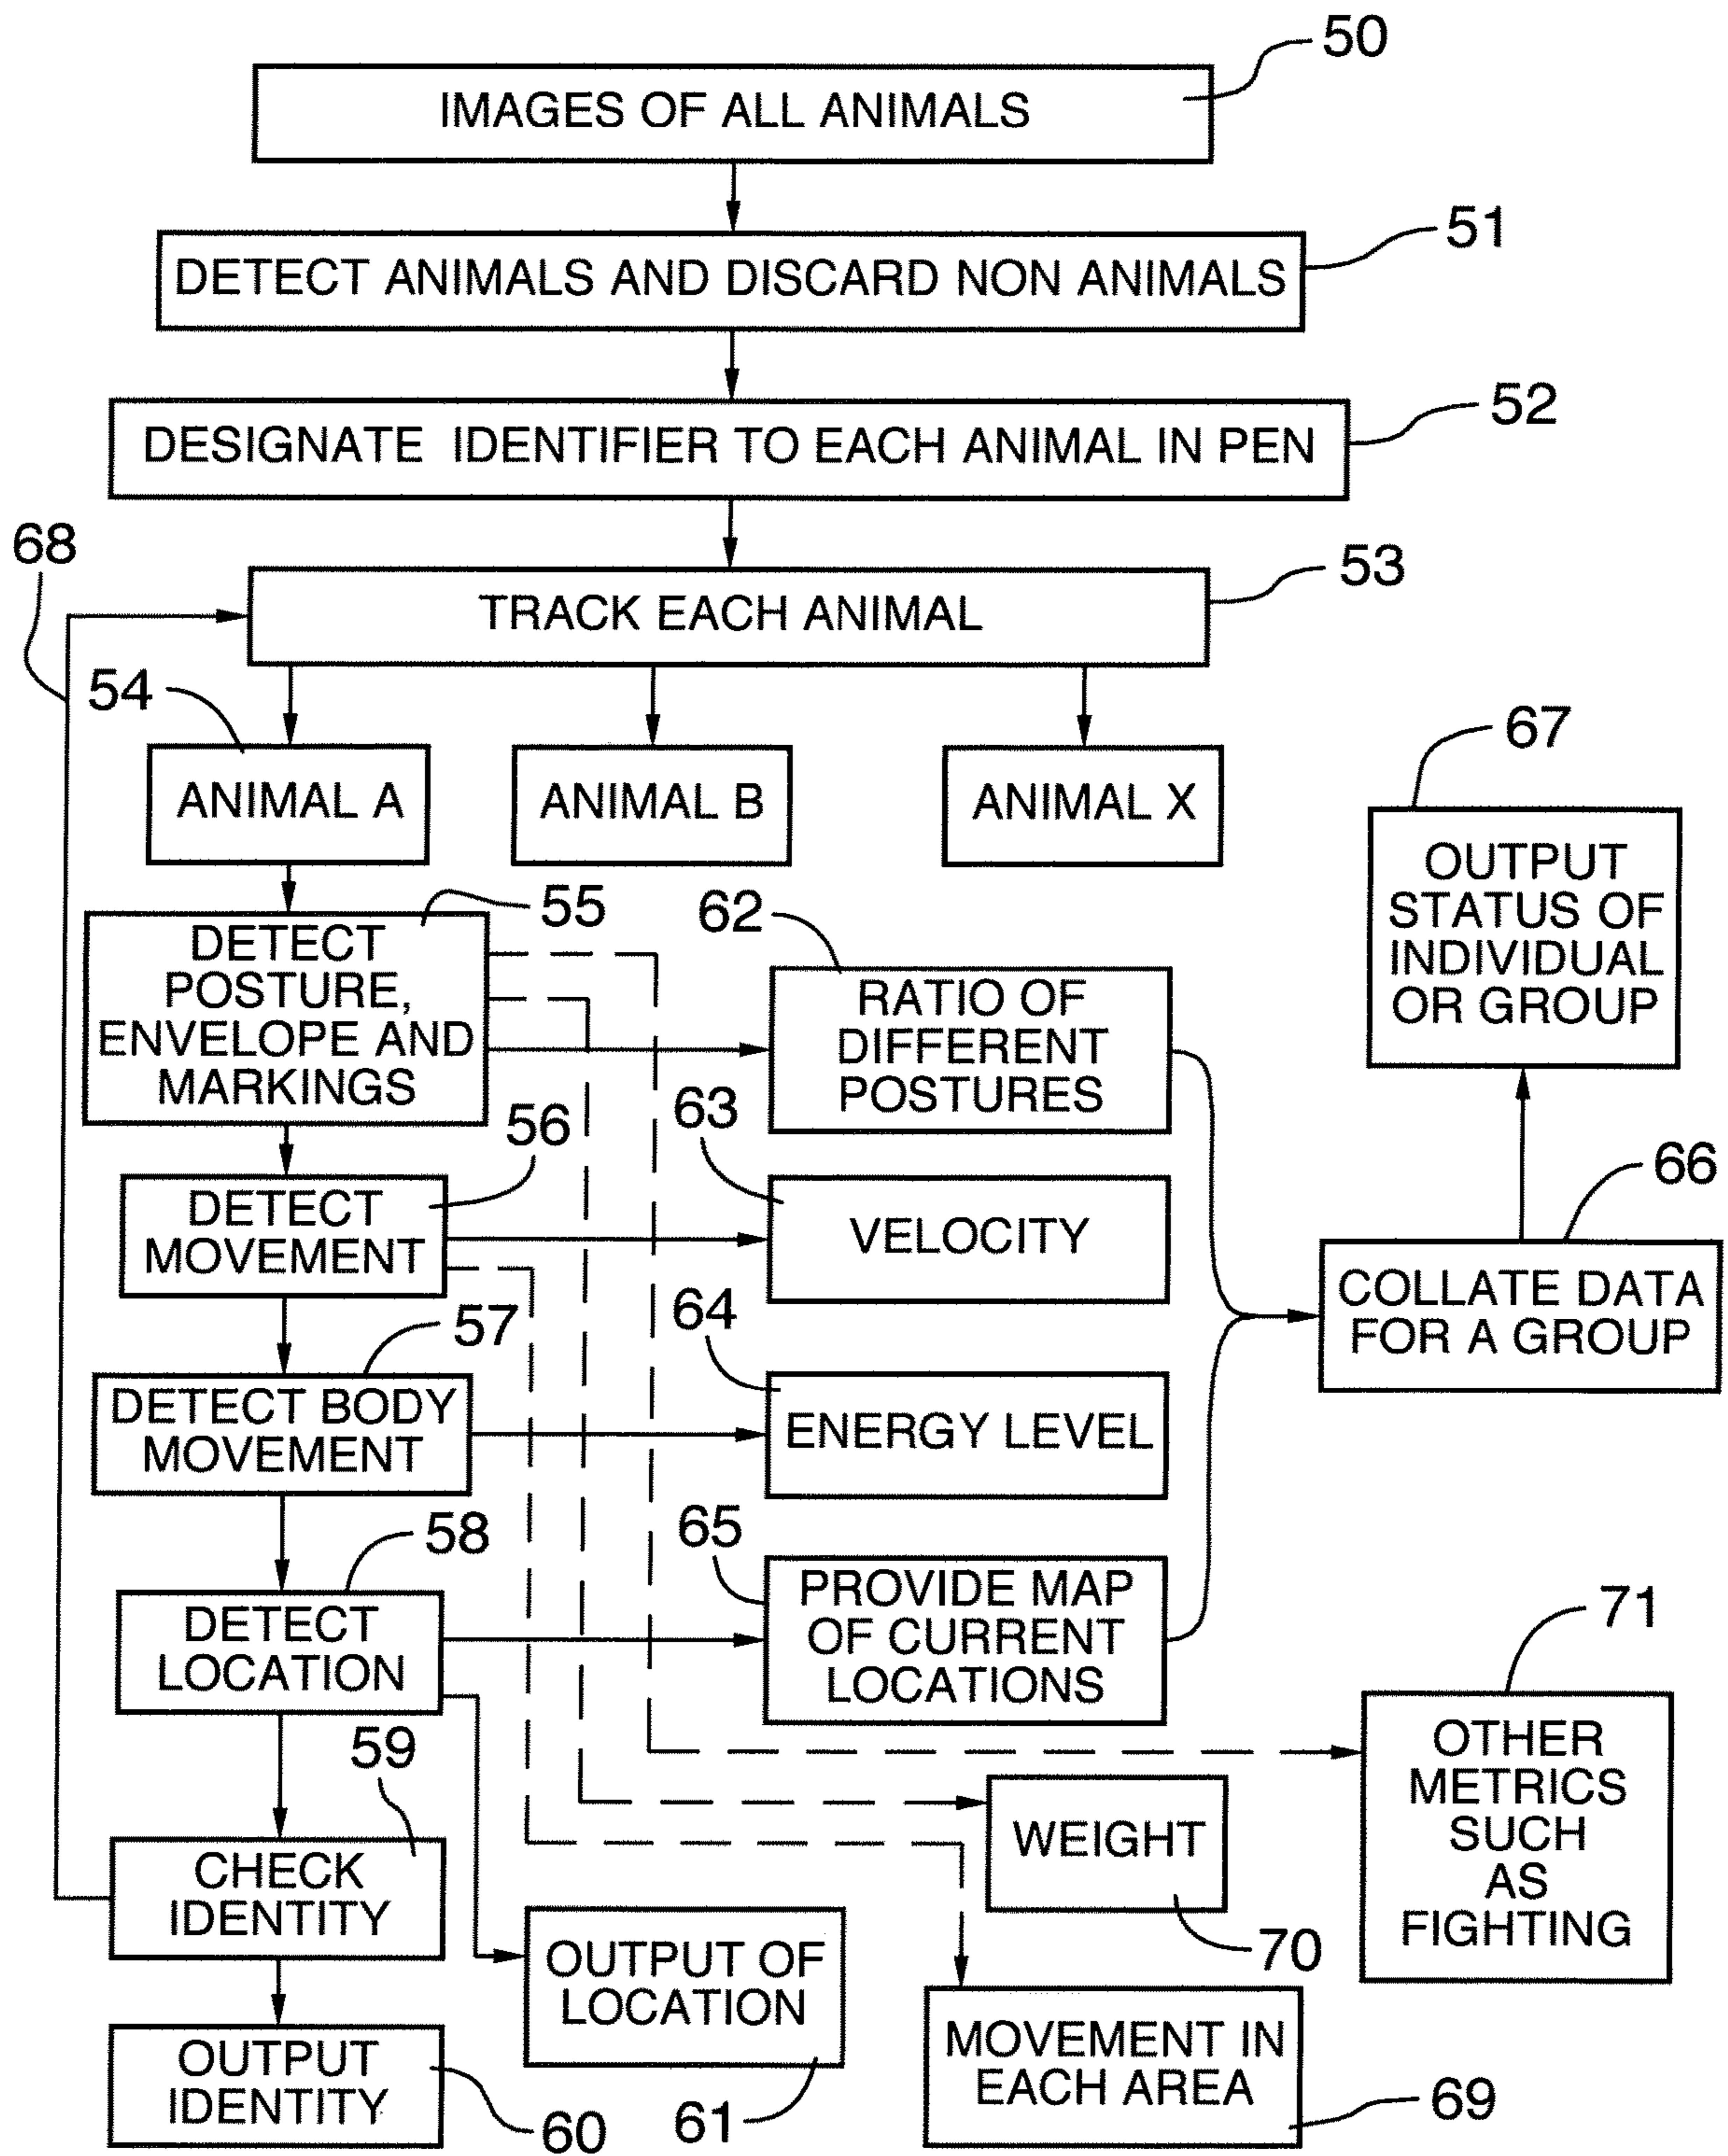 50
IMAGES OF ALL ANIMALS
51
DETECT ANIMALS AND DISCARD NON ANIMALS
52
DESIGNATE IDENTIFIER TO EACH ANIMAL IN PEN
68
53
TRACK EACH ANIMAL
54
ANIMAL A
ANIMAL B
ANIMAL X
67
OUTPUT
STATUS OF
INDIVIDUAL
OR GROUP
55
DETECT
POSTURE,
ENVELOPE AND
MARKINGS
62
RATIO OF
DIFFERENT
POSTURES
56
DETECT
MOVEMENT
63
VELOCITY
66
COLLATE DATA
FOR A GROUP
57
DETECT BODY
MOVEMENT
64
ENERGY LEVEL
58
DETECT
LOCATION
65
PROVIDE MAP
OF CURRENT
LOCATIONS
71
OTHER
METRICS
SUCH
AS
FIGHTING
59
CHECK
IDENTITY
WEIGHT
70
OUTPUT OF
LOCATION
61
MOVEMENT IN
EACH AREA
69
OUTPUT
IDENTITY
60